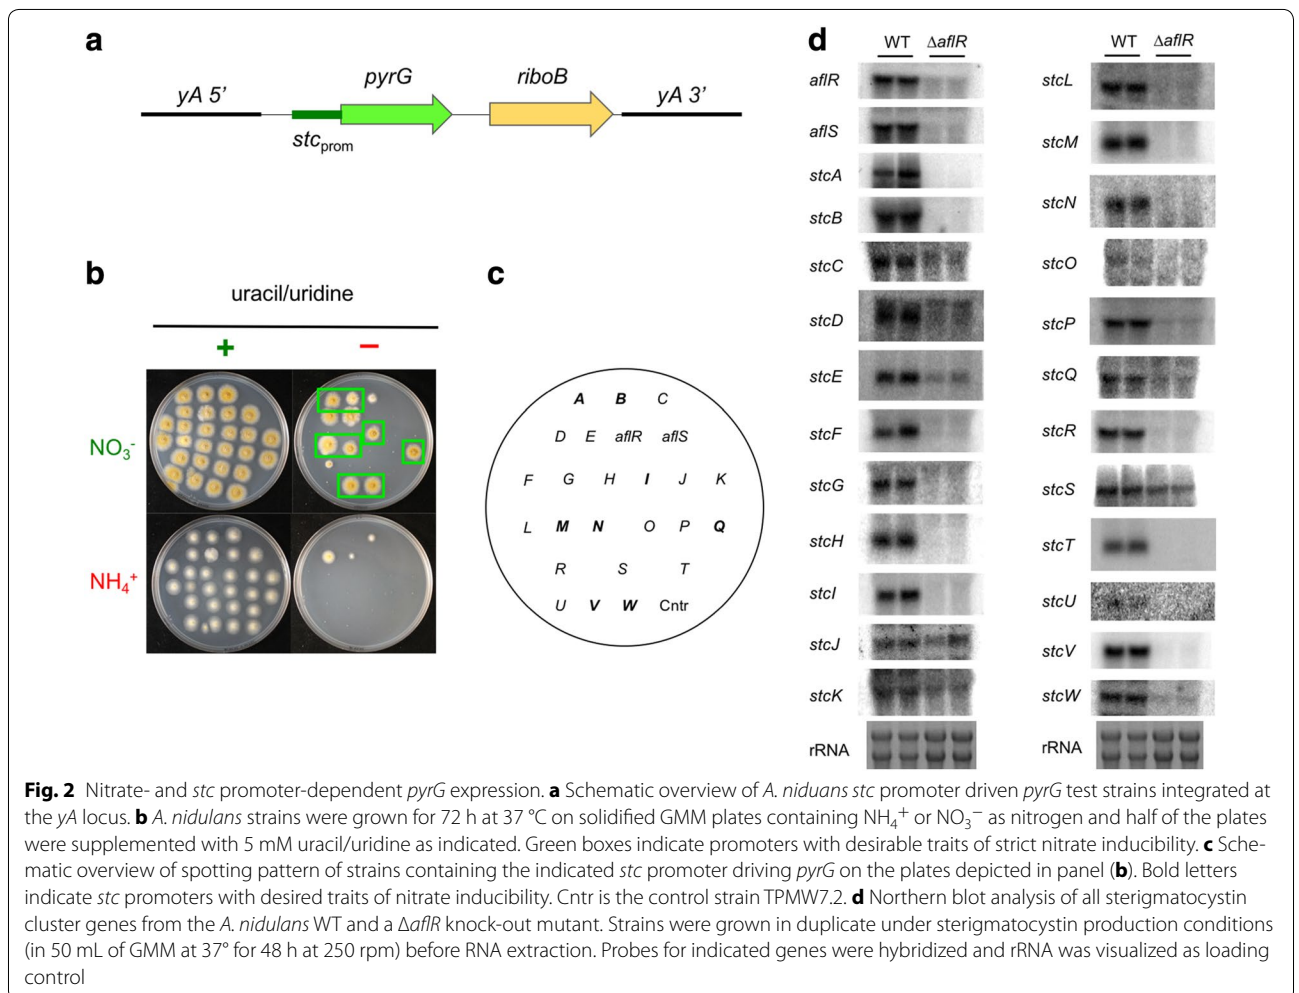 a
yA 5’
pyrG
riboB
yA 3’
stcprom
b
uracil/uridine
+
–
NO3-
NH4+
c
A B C
D E aflR aflS
F G H I J K
L M N O P Q
R S T
U V W Cntr
d
WT ΔaflR
aflR
aflS
stcA
stcB
stcC
stcD
stcE
stcF
stcG
stcH
stcI
stcJ
stcK
rRNA
WT ΔaflR
stcL
stcM
stcN
stcO
stcP
stcQ
stcR
stcS
stcT
stcU
stcV
stcW
rRNA
Fig. 2 Nitrate- and stc promoter-dependent pyrG expression. a Schematic overview of A. niduans stc promoter driven pyrG test strains integrated at
the yA locus. b A. nidulans strains were grown for 72 h at 37 °C on solidified GMM plates containing NH4+ or NO3− as nitrogen and half of the plates
were supplemented with 5 mM uracil/uridine as indicated. Green boxes indicate promoters with desirable traits of strict nitrate inducibility. c Sche-
matic overview of spotting pattern of strains containing the indicated stc promoter driving pyrG on the plates depicted in panel (b). Bold letters
indicate stc promoters with desired traits of nitrate inducibility. Cntr is the control strain TPMW7.2. d Northern blot analysis of all sterigmatocystin
cluster genes from the A. nidulans WT and a ΔaflR knock-out mutant. Strains were grown in duplicate under sterigmatocystin production conditions
(in 50 mL of GMM at 37° for 48 h at 250 rpm) before RNA extraction. Probes for indicated genes were hybridized and rRNA was visualized as loading
control